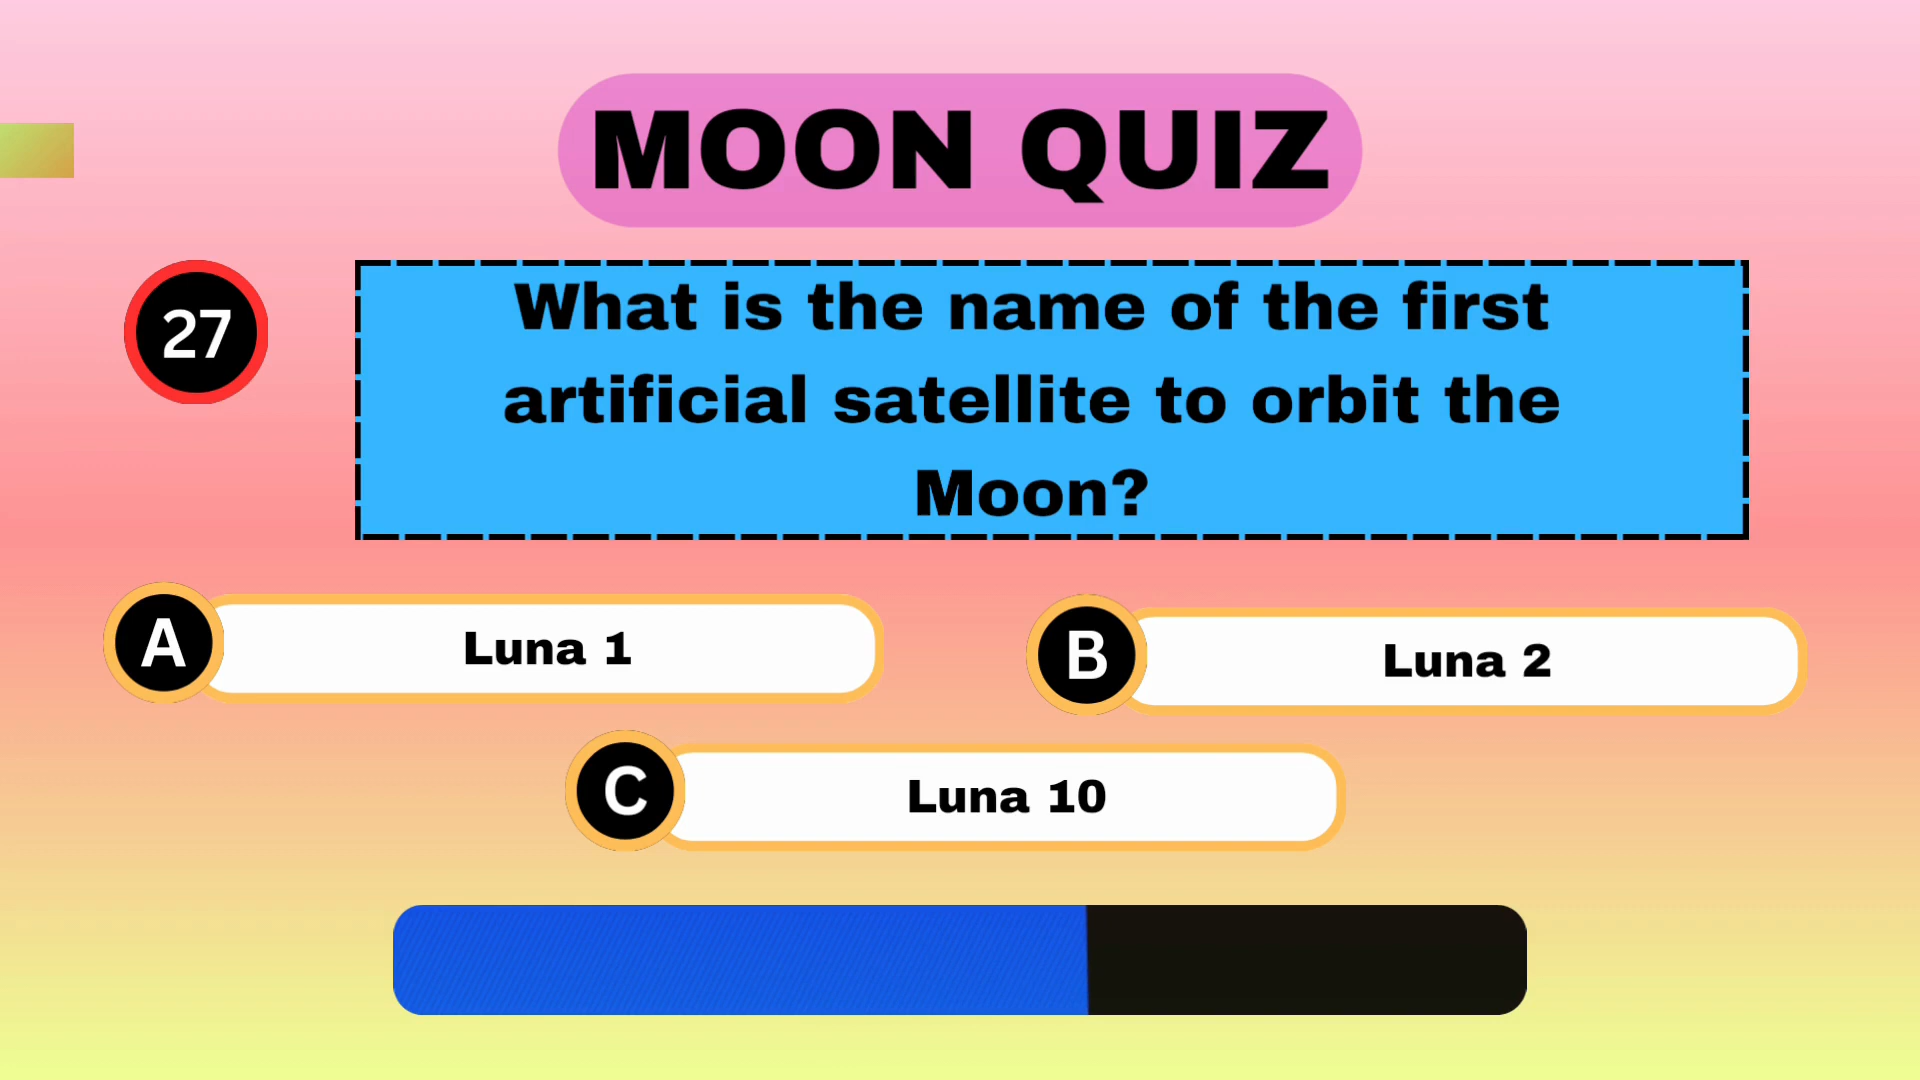 MOON QUIZ
27
What is the name of the first
artificial satellite to orbit the
Moon?
A
Luna 1
B
Luna 2
C
Luna 10